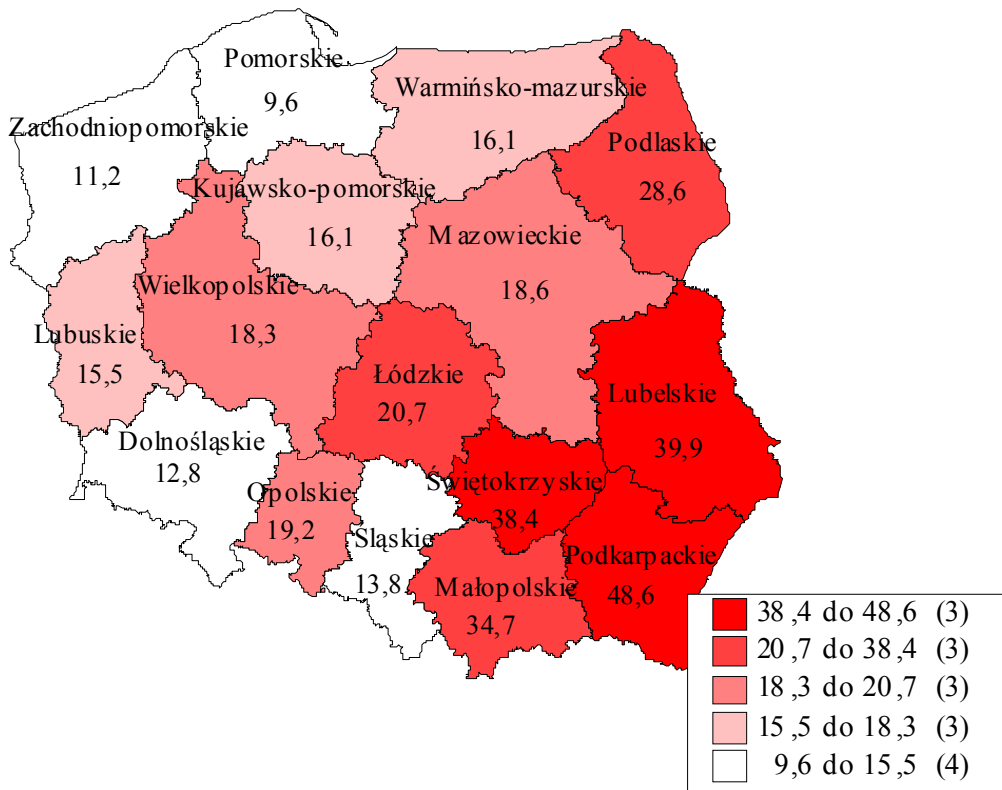 Pomorskie
9,6
Warmińsko-mazurskie
16,1
Zachodniopomorskie
11,2
Podlaskie
28,6
Kujawsko-pomorskie
16,1
Mazowieckie
18,6
Wielkopolskie
18,3
Lubuskie
15,5
Łódzkie
20,7
Lubelskie
39,9
Dolnośląskie
12,8
Opolskie
19,2
Świętokrzyskie
38,4
Sląskie
13,8
Małopolskie
34,7
Podkarpackie
48,6
38,4 do 48,6 (3)
20,7 do 38,4 (3)
18,3 do 20,7 (3)
15,5 do 18,3 (3)
9,6 do 15,5 (4)